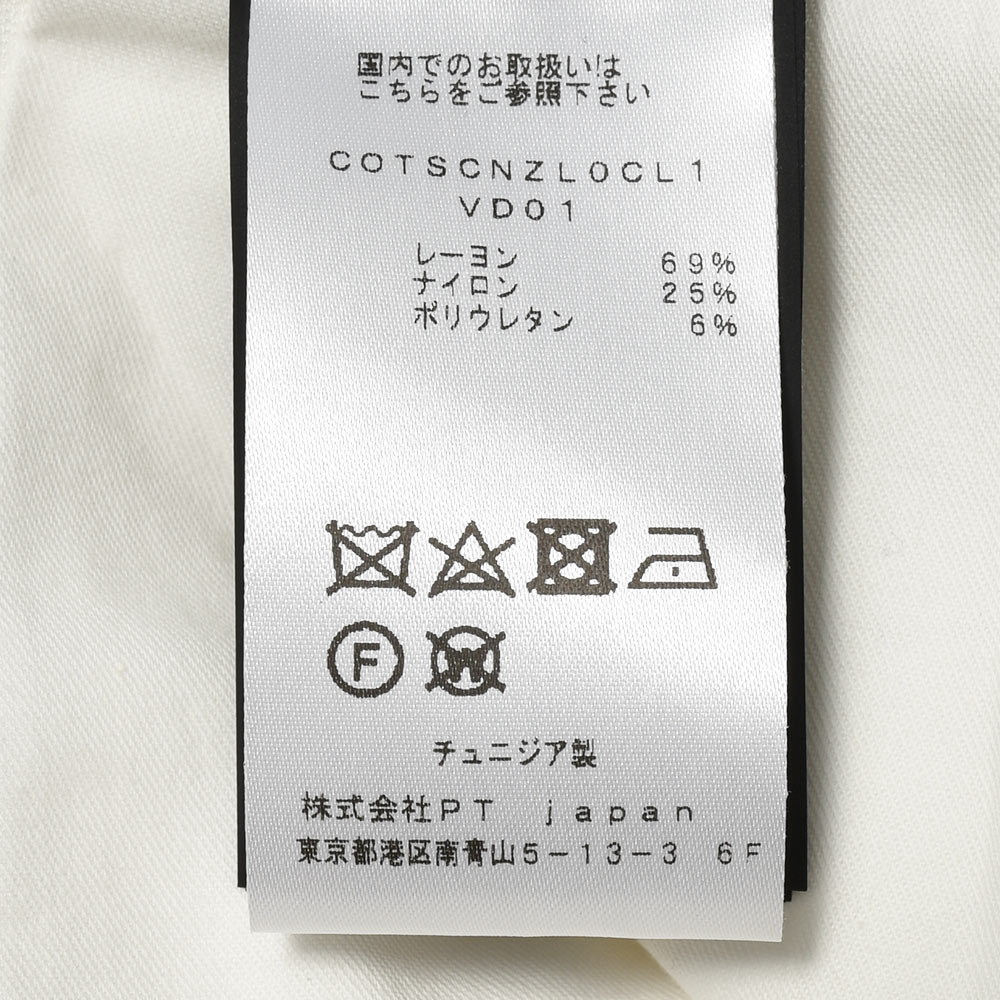 国内でのお取扱いは
こちらをご参照下さい
COTSCNZL0CL1
VD01
レーヨン 69%
ナイロン 25%
ポリウレタン 6%
F
W
チュニジア製
株式会社PT japan
東京都港区南青山5-13-3 6F